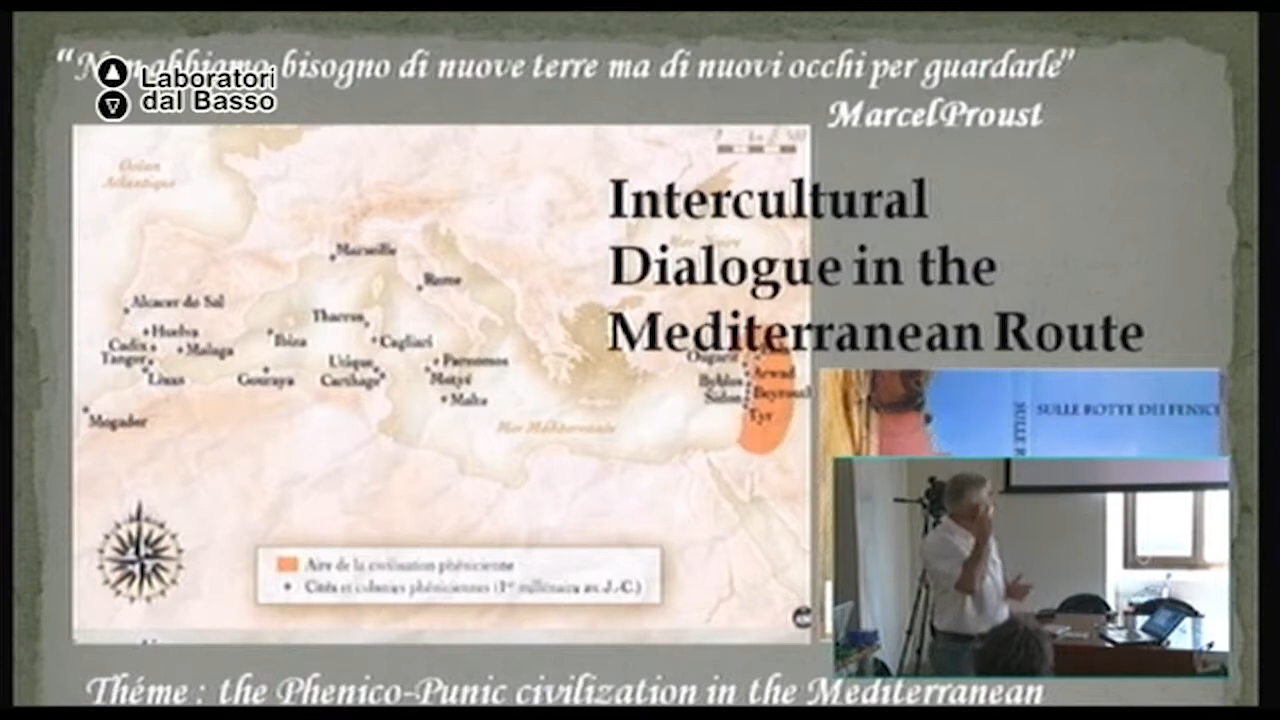 “Non abbiamo bisogno di nuove terre ma di nuovi occhi per guardarle”
Laboratori
dal Basso
Marcel Proust
Océan
Atlantique
Intercultural
Dialogue in the
Mediterranean Route
Mer Noire
Marseille
Rome
Alcacer do Sal
Tharros
Huelva
Ibiza
Cagliari
Cadix
Malaga
Tanger
Utique
Panormos
Lixus
Gouraya
Carthage
Motyé
Malte
Mogador
Mer Méditerranée
Ougarit
Arwad
Byblos
Beyrouth
Sidon
Tyr
SULLE ROTTE DEI FENICI
SULLE R
Aire de la civilisation phénicienne
Cités et colonies phéniciennes (1er millénaire av. J.-C.)
Théme : the Phenico-Punic civilization in the Mediterranean